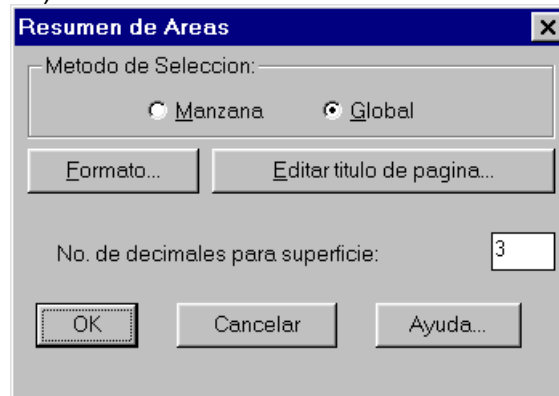 Resumen de Areas
Metodo de Seleccion:
Manzana Global
Formato... Editar titulo de pagina...
No. de decimales para superficie: 3
OK Cancelar Ayuda...